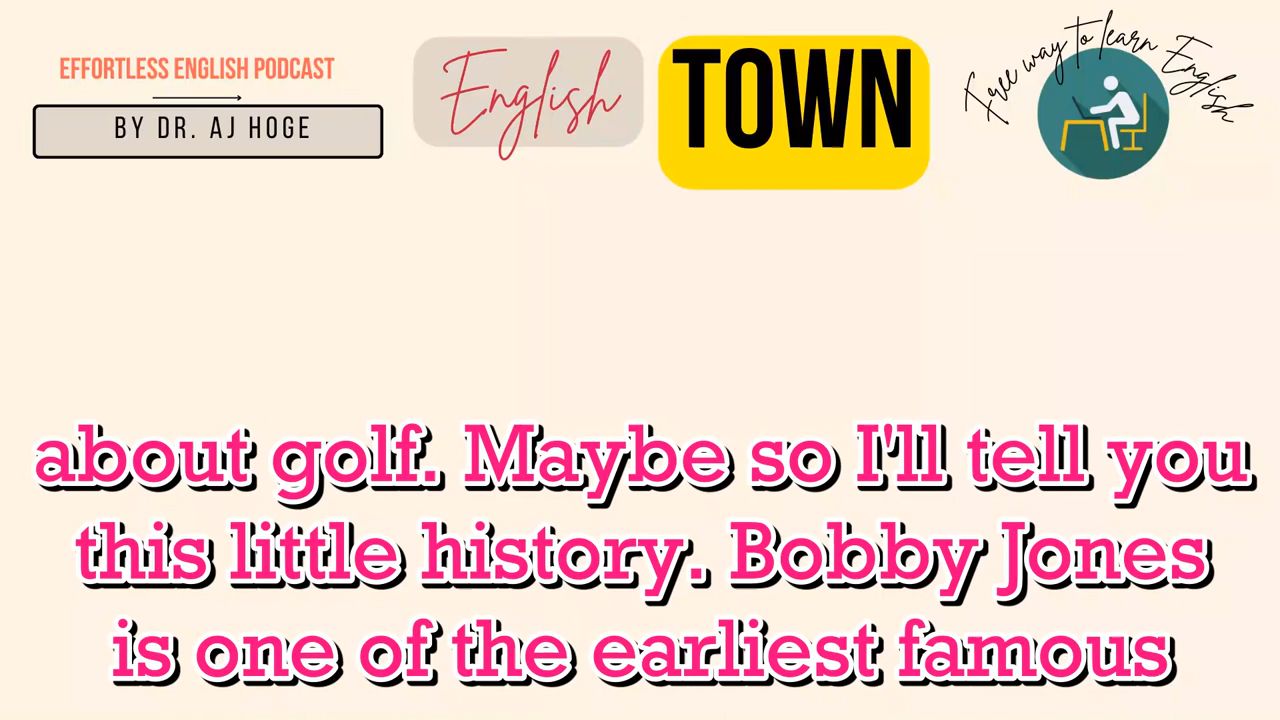 EFFORTLESS ENGLISH PODCAST
BY DR. AJ HOGE
English
TOWN
Free way to learn English
about golf. Maybe so I'll tell you
this little history. Bobby Jones
is one of the earliest famous